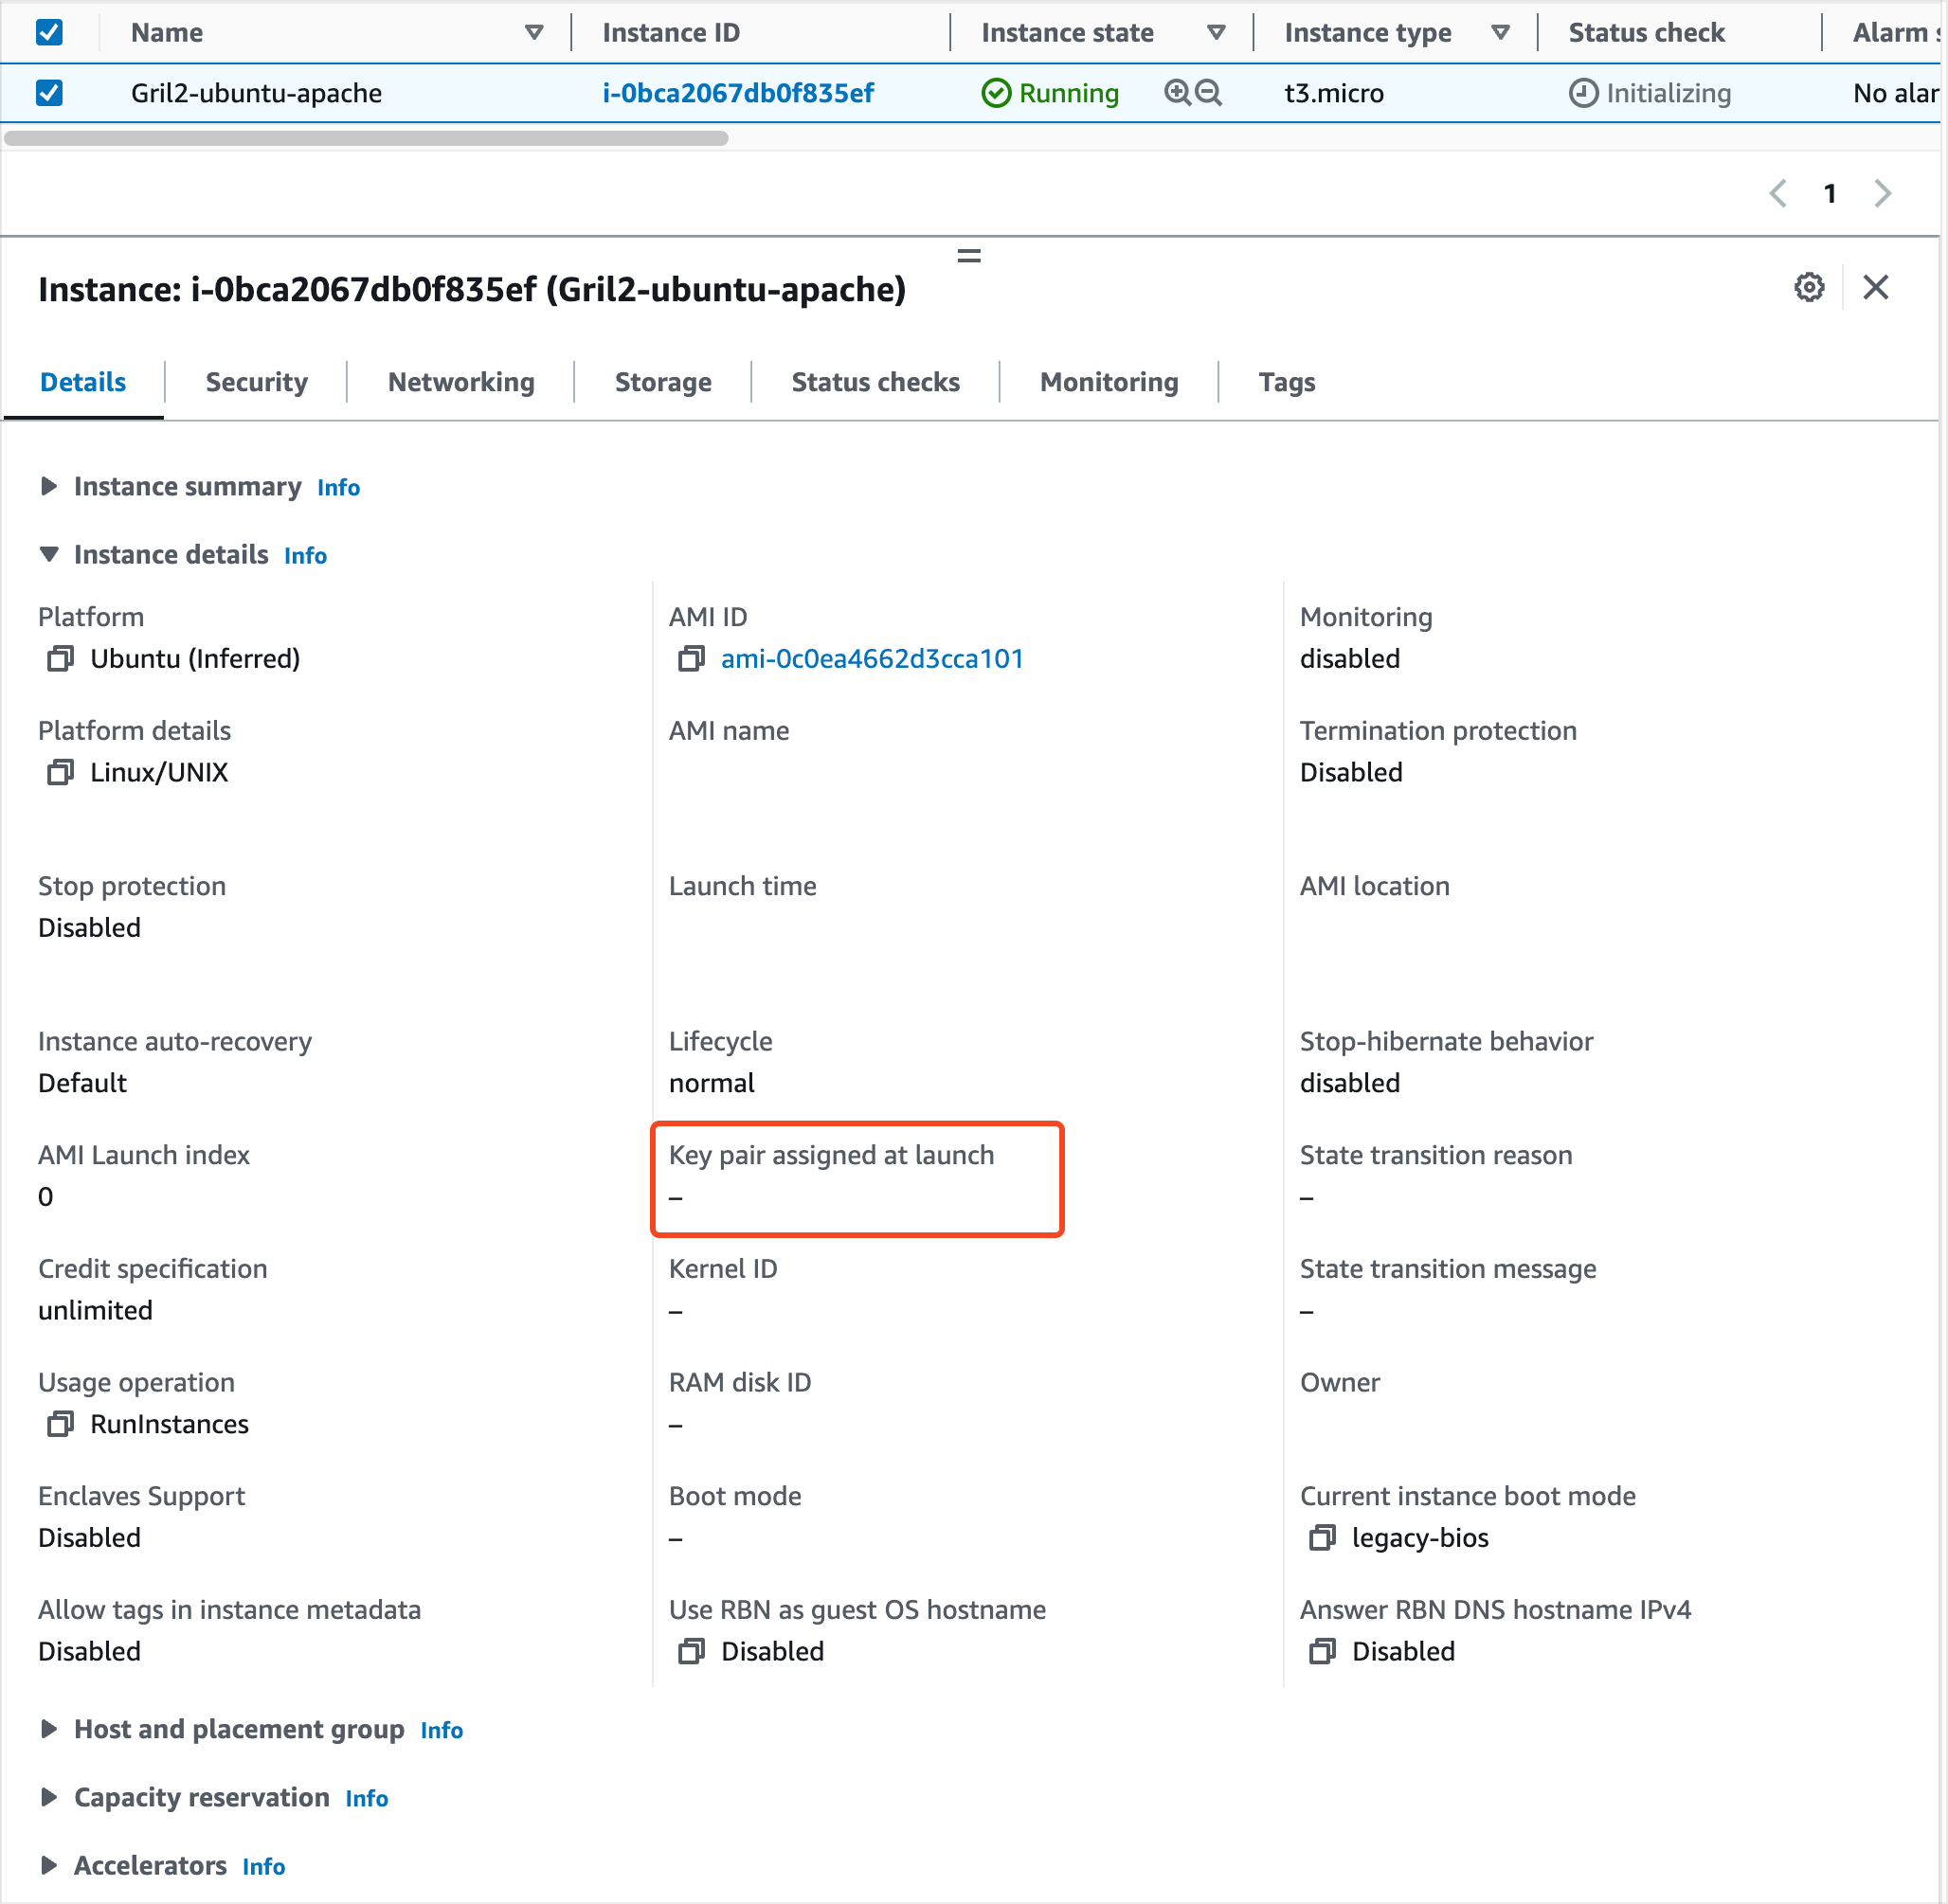 Name Instance ID Instance state Instance type Status check Alarm s
Gril2-ubuntu-apache i-0bca2067db0f835ef Running t3.micro Initializing No alar
1
Instance: i-0bca2067db0f835ef (Gril2-ubuntu-apache)
Details Security Networking Storage Status checks Monitoring Tags
Instance summary Info
Instance details Info
Platform AMI ID Monitoring
Ubuntu (Inferred) ami-0c0ea4662d3cca101 disabled
Platform details AMI name Termination protection
Linux/UNIX Disabled
Stop protection Launch time AMI location
Disabled
Instance auto-recovery Lifecycle Stop-hibernate behavior
Default normal disabled
AMI Launch index Key pair assigned at launch State transition reason
0 – –
Credit specification Kernel ID State transition message
unlimited – –
Usage operation RAM disk ID Owner
RunInstances –
Enclaves Support Boot mode Current instance boot mode
Disabled – legacy-bios
Allow tags in instance metadata Use RBN as guest OS hostname Answer RBN DNS hostname IPv4
Disabled Disabled Disabled
Host and placement group Info
Capacity reservation Info
Accelerators Info